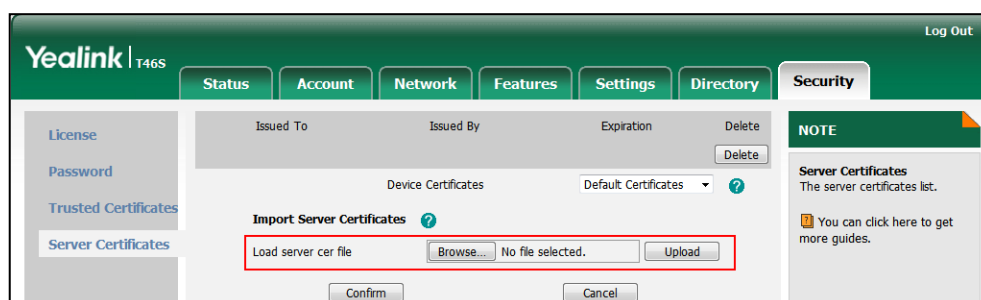 Log Out
Yealink T46S
Status Account Network Features Settings Directory Security
License
Password
Trusted Certificates
Server Certificates
Issued To Issued By Expiration Delete
Delete
Device Certificates Default Certificates
Import Server Certificates
Load server cer file Browse... No file selected. Upload
Confirm Cancel
NOTE
Server Certificates
The server certificates list.
You can click here to get
more guides.